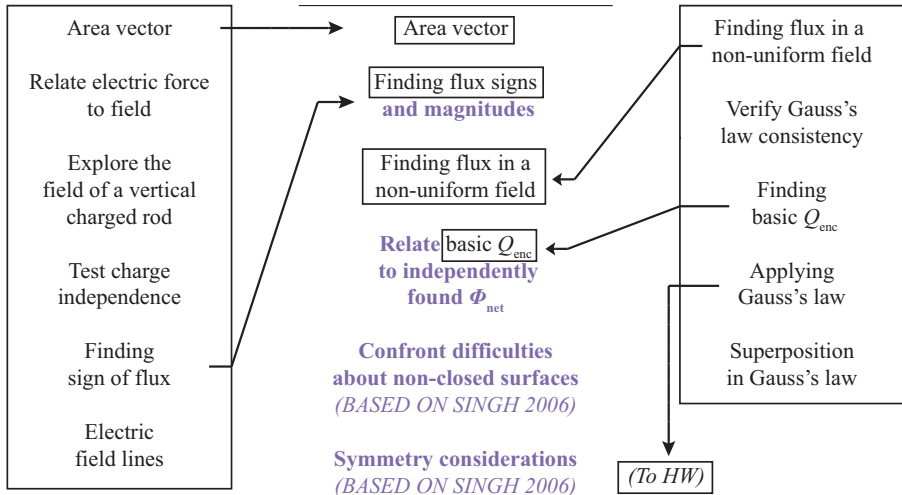 Area vector
Relate electric force
to field
Explore the
field of a vertical
charged rod
Test charge
independence
Finding
sign of flux
Electric
field lines
Area vector
Finding flux signs
and magnitudes
Finding flux in a
non-uniform field
Relate basic Qenc
to independently
found Φnet
Confront difficulties
about non-closed surfaces
(BASED ON SINGH 2006)
Symmetry considerations
(BASED ON SINGH 2006)
Finding flux in a
non-uniform field
Verify Gauss’s
law consistency
Finding
basic Qenc
Applying
Gauss’s law
Superposition
in Gauss’s law
(To HW)